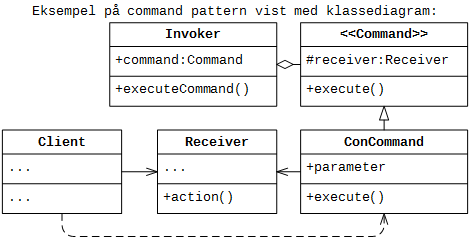 Eksempel på command pattern vist med klassediagram:
Invoker
+command:Command
+executeCommand()
<<Command>>
#receiver:Receiver
+execute()
Client
...
...
Receiver
...
+action()
ConCommand
+parameter
+execute()